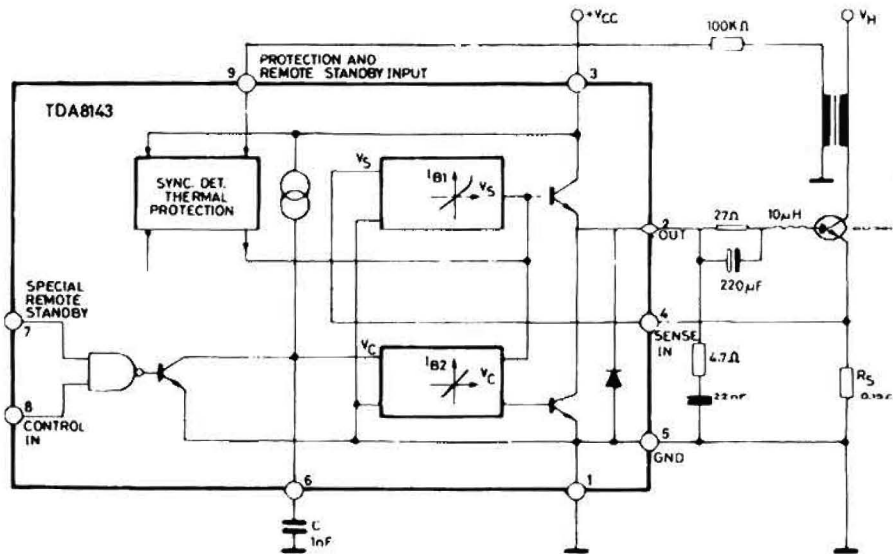 +VCC
VH
100KΩ
PROTECTION AND
REMOTE STANDBY INPUT
9
3
TDA8143
VS
IB1
VS
SYNC. DET.
THERMAL
PROTECTION
2
OUT
27Ω
10µH
220µF
SPECIAL
REMOTE
STANDBY
7
4
SENSE
IN
VC
IB2
VC
4.7Ω
RS
8
CONTROL
IN
5
GND
6
1
C
1nF